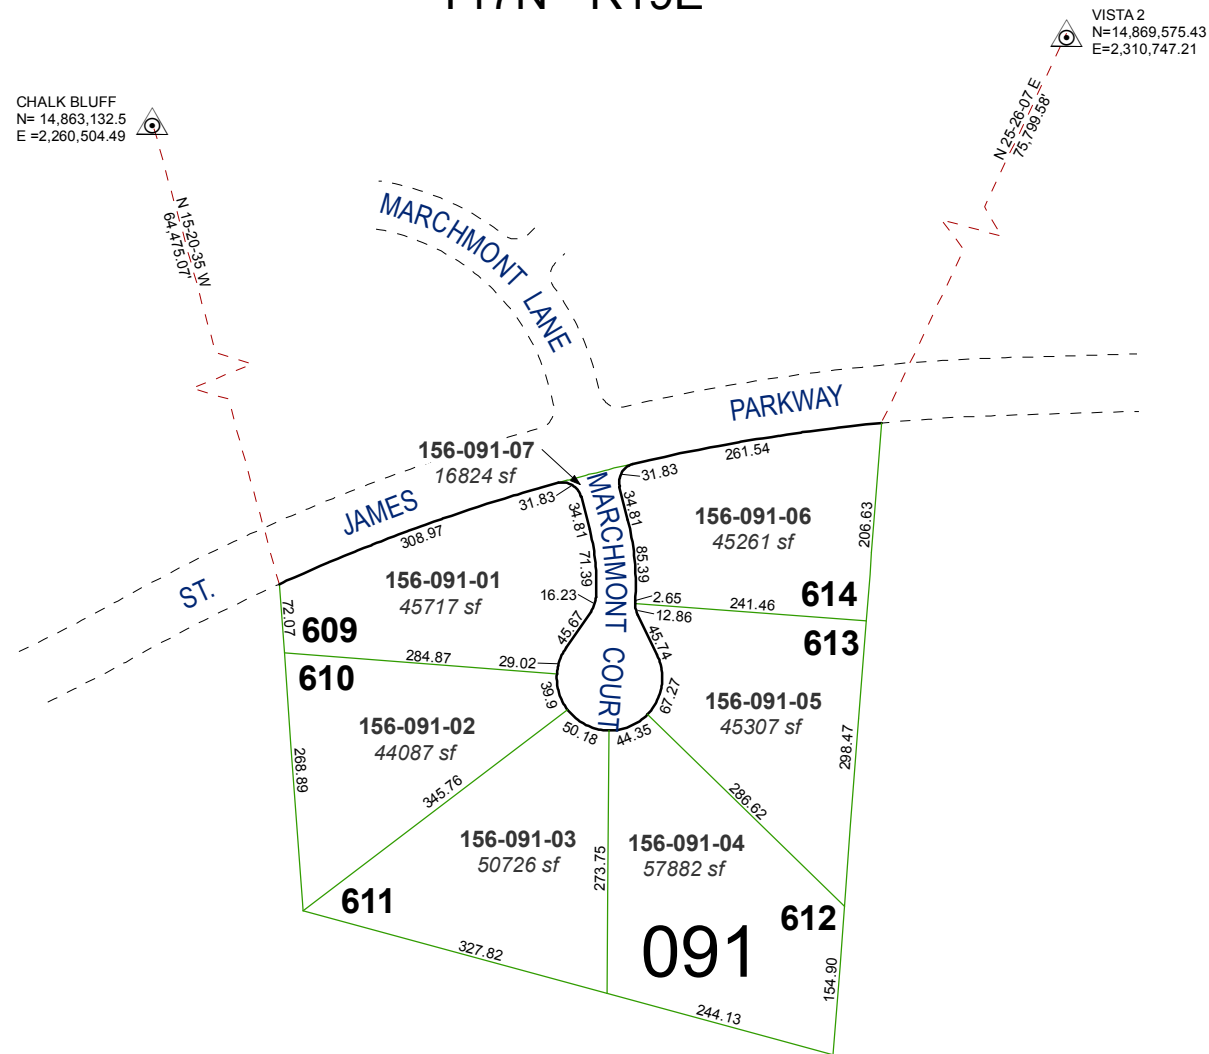 T17N - R19E
VISTA 2
N=14,869,575.43
E=2,310,747.21
CHALK BLUFF
N= 14,863,132.5
E =2,260,504.49
N 25-26-07 E
75,799.58'
N 15-20-35 W
64,475.07'
MARCHMONT LANE
ST. JAMES PARKWAY
156-091-07
16824 sf
261.54
31.83
31.83
308.97
34.81
34.81
MARCHMONT COURT
156-091-06
45261 sf
206.63
71.39
85.39
156-091-01
45717 sf
16.23
2.65
241.46
614
72.07
609
12.86
45.67
45.74
613
284.87
29.02
610
39.9
67.27
156-091-05
45307 sf
156-091-02
44087 sf
50.18
44.35
298.47
268.89
345.76
286.62
156-091-03
50726 sf
156-091-04
57882 sf
273.75
611
612
091
327.82
154.90
244.13